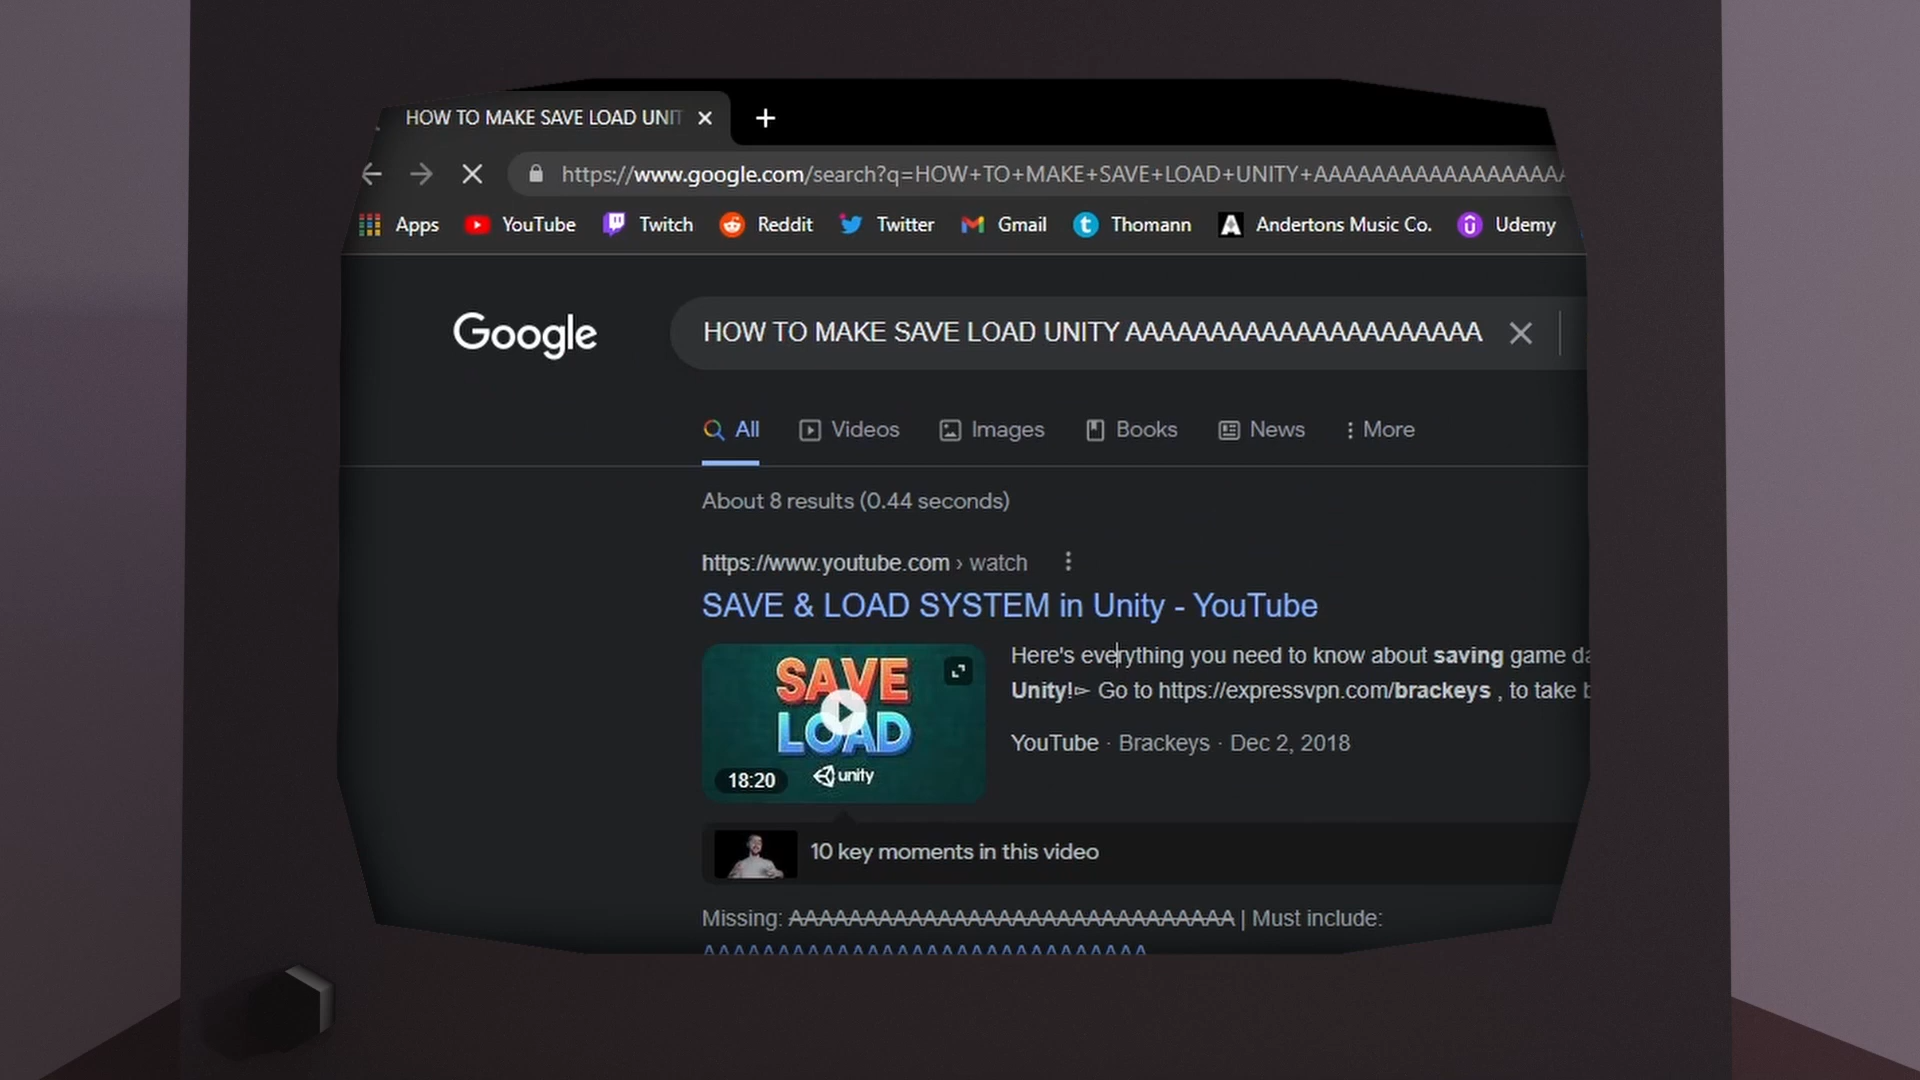 HOW TO MAKE SAVE LOAD UNIT
https://www.google.com/search?q=HOW+TO+MAKE+SAVE+LOAD+UNITY+AAAAAAAAAAAAAAAAAA
Apps YouTube Twitch Reddit Twitter Gmail Thomann Andertons Music Co. Udemy
Google
HOW TO MAKE SAVE LOAD UNITY AAAAAAAAAAAAAAAAAAAAA
All Videos Images Books News More
About 8 results (0.44 seconds)
https://www.youtube.com › watch
SAVE & LOAD SYSTEM in Unity - YouTube
SAVE
LOAD
18:20
unity
Here's everything you need to know about saving game da
Unity!► Go to https://expressvpn.com/brackeys , to take b
YouTube · Brackeys · Dec 2, 2018
10 key moments in this video
Missing: AAAAAAAAAAAAAAAAAAAAAAAAAAAAAA | Must include:
AAAAAAAAAAAAAAAAAAAAAAAAAAAAAA